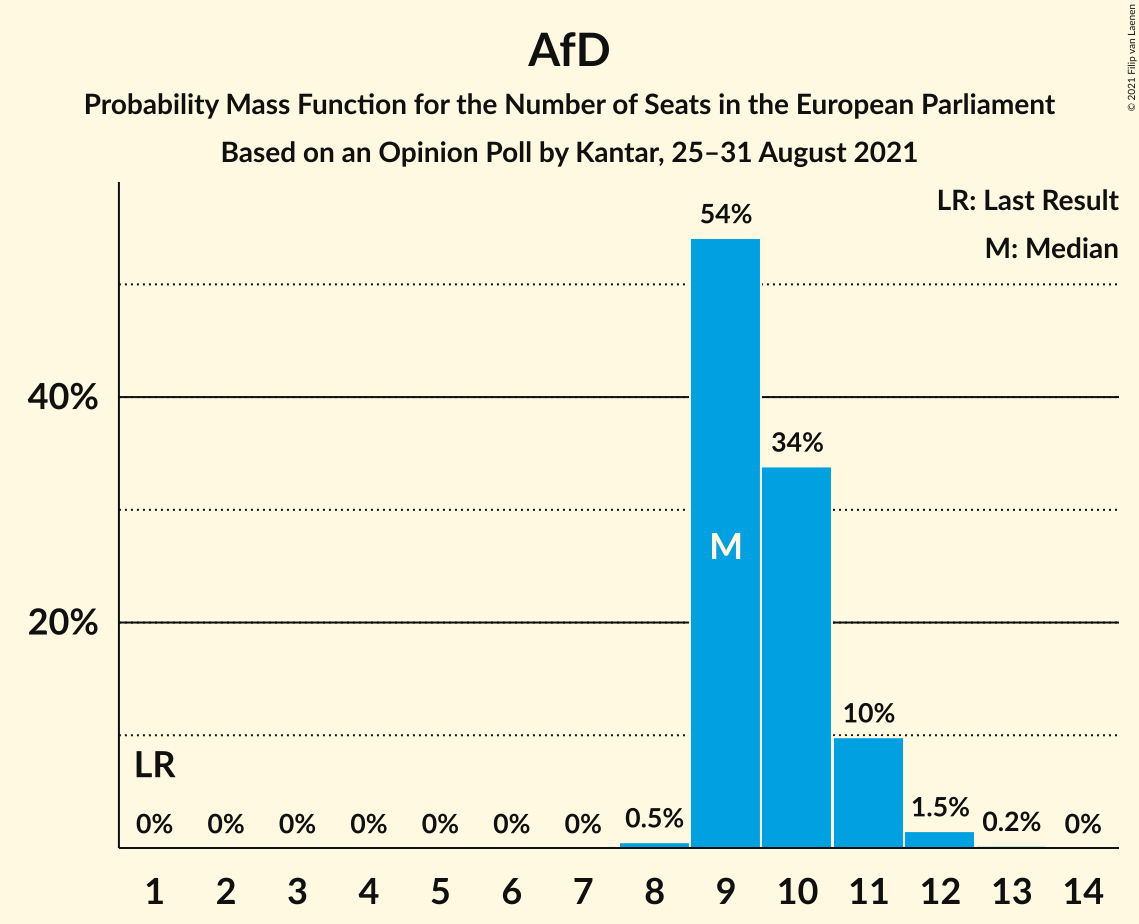 AfD
Probability Mass Function for the Number of Seats in the European Parliament
Based on an Opinion Poll by Kantar, 25–31 August 2021
© 2021 Filip van Laenen
LR: Last Result
M: Median
54%
40%
34%
M
20%
10%
LR
0% 0% 0% 0% 0% 0% 0% 0.5% 1.5% 0.2% 0%
1 2 3 4 5 6 7 8 9 10 11 12 13 14